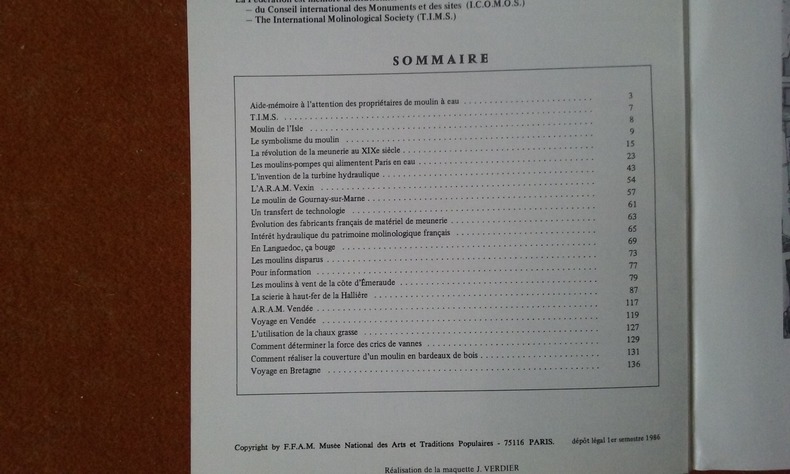 – du Conseil international des Monuments et des sites (I.C.O.M.O.S.)
– The International Molinological Society (T.I.M.S.)
SOMMAIRE
Aide-mémoire à l'attention des propriétaires de moulin à eau . . . 3
T.I.M.S. . . . 7
Moulin de l'Isle . . . 8
Le symbolisme du moulin . . . 9
La révolution de la meunerie au XIXe siècle . . . 15
Les moulins-pompes qui alimentent Paris en eau . . . 23
L'invention de la turbine hydraulique . . . 43
L'A.R.A.M. Vexin . . . 54
Le moulin de Gournay-sur-Marne . . . 57
Un transfert de technologie . . . 61
Évolution des fabricants français de matériel de meunerie . . . 63
Intérêt hydraulique du patrimoine molinologique français . . . 65
En Languedoc, ça bouge . . . 69
Les moulins disparus . . . 73
Pour information . . . 77
Les moulins à vent de la côte d'Émeraude . . . 79
La scierie à haut-fer de la Hallière . . . 87
A.R.A.M. Vendée . . . 117
Voyage en Vendée . . . 119
L'utilisation de la chaux grasse . . . 127
Comment déterminer la force des crics de vannes . . . 129
Comment réaliser la couverture d'un moulin en bardeaux de bois . . . 131
Voyage en Bretagne . . . 136
Copyright by F.F.A.M. Musée National des Arts et Traditions Populaires - 75116 PARIS. dépôt légal 1er semestre 1986
Réalisation de la maquette J. VERDIER